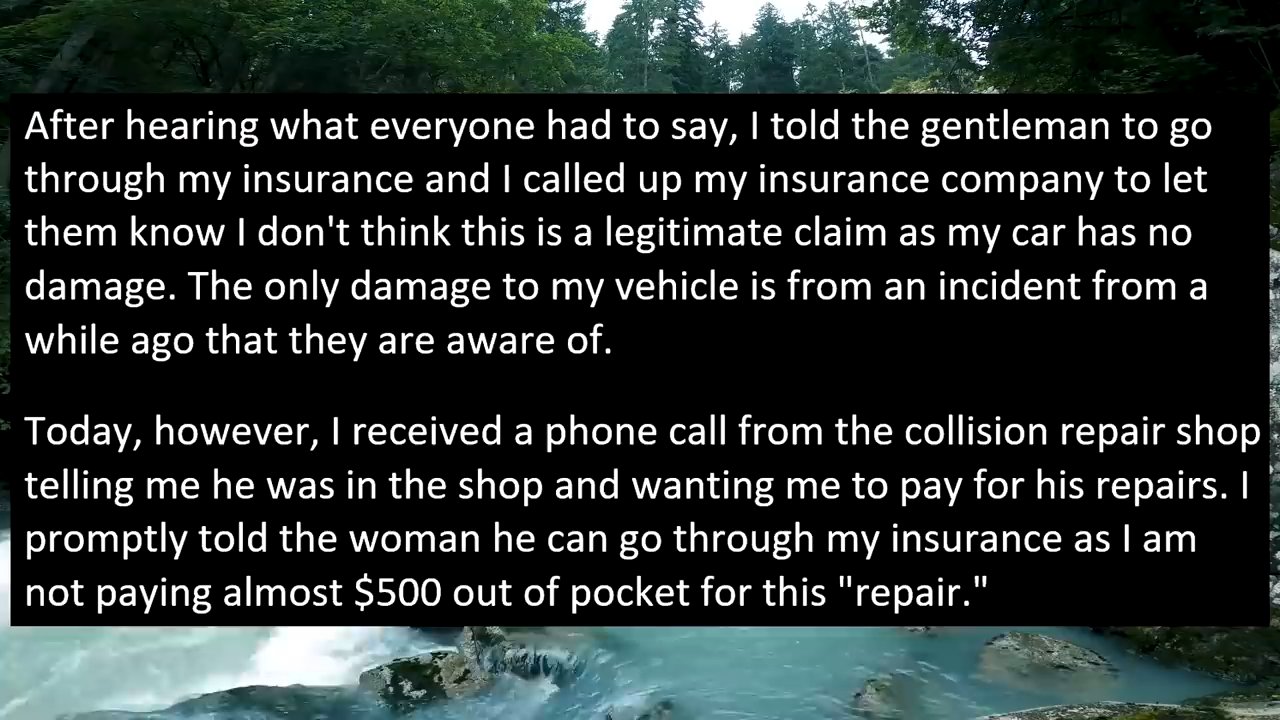 After hearing what everyone had to say, I told the gentleman to go
through my insurance and I called up my insurance company to let
them know I don't think this is a legitimate claim as my car has no
damage. The only damage to my vehicle is from an incident from a
while ago that they are aware of.
Today, however, I received a phone call from the collision repair shop
telling me he was in the shop and wanting me to pay for his repairs. I
promptly told the woman he can go through my insurance as I am
not paying almost $500 out of pocket for this "repair."